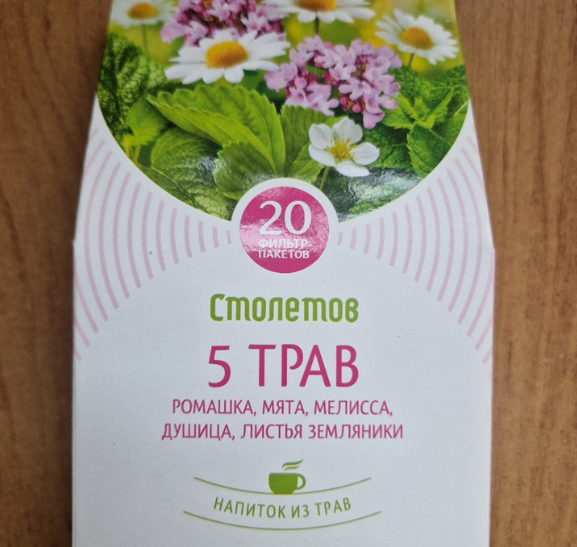 20
ФИЛЬТР-
ПАКЕТОВ
Столетов
5 ТРАВ
РОМАШКА, МЯТА, МЕЛИССА,
ДУШИЦА, ЛИСТЬЯ ЗЕМЛЯНИКИ
НАПИТОК ИЗ ТРАВ